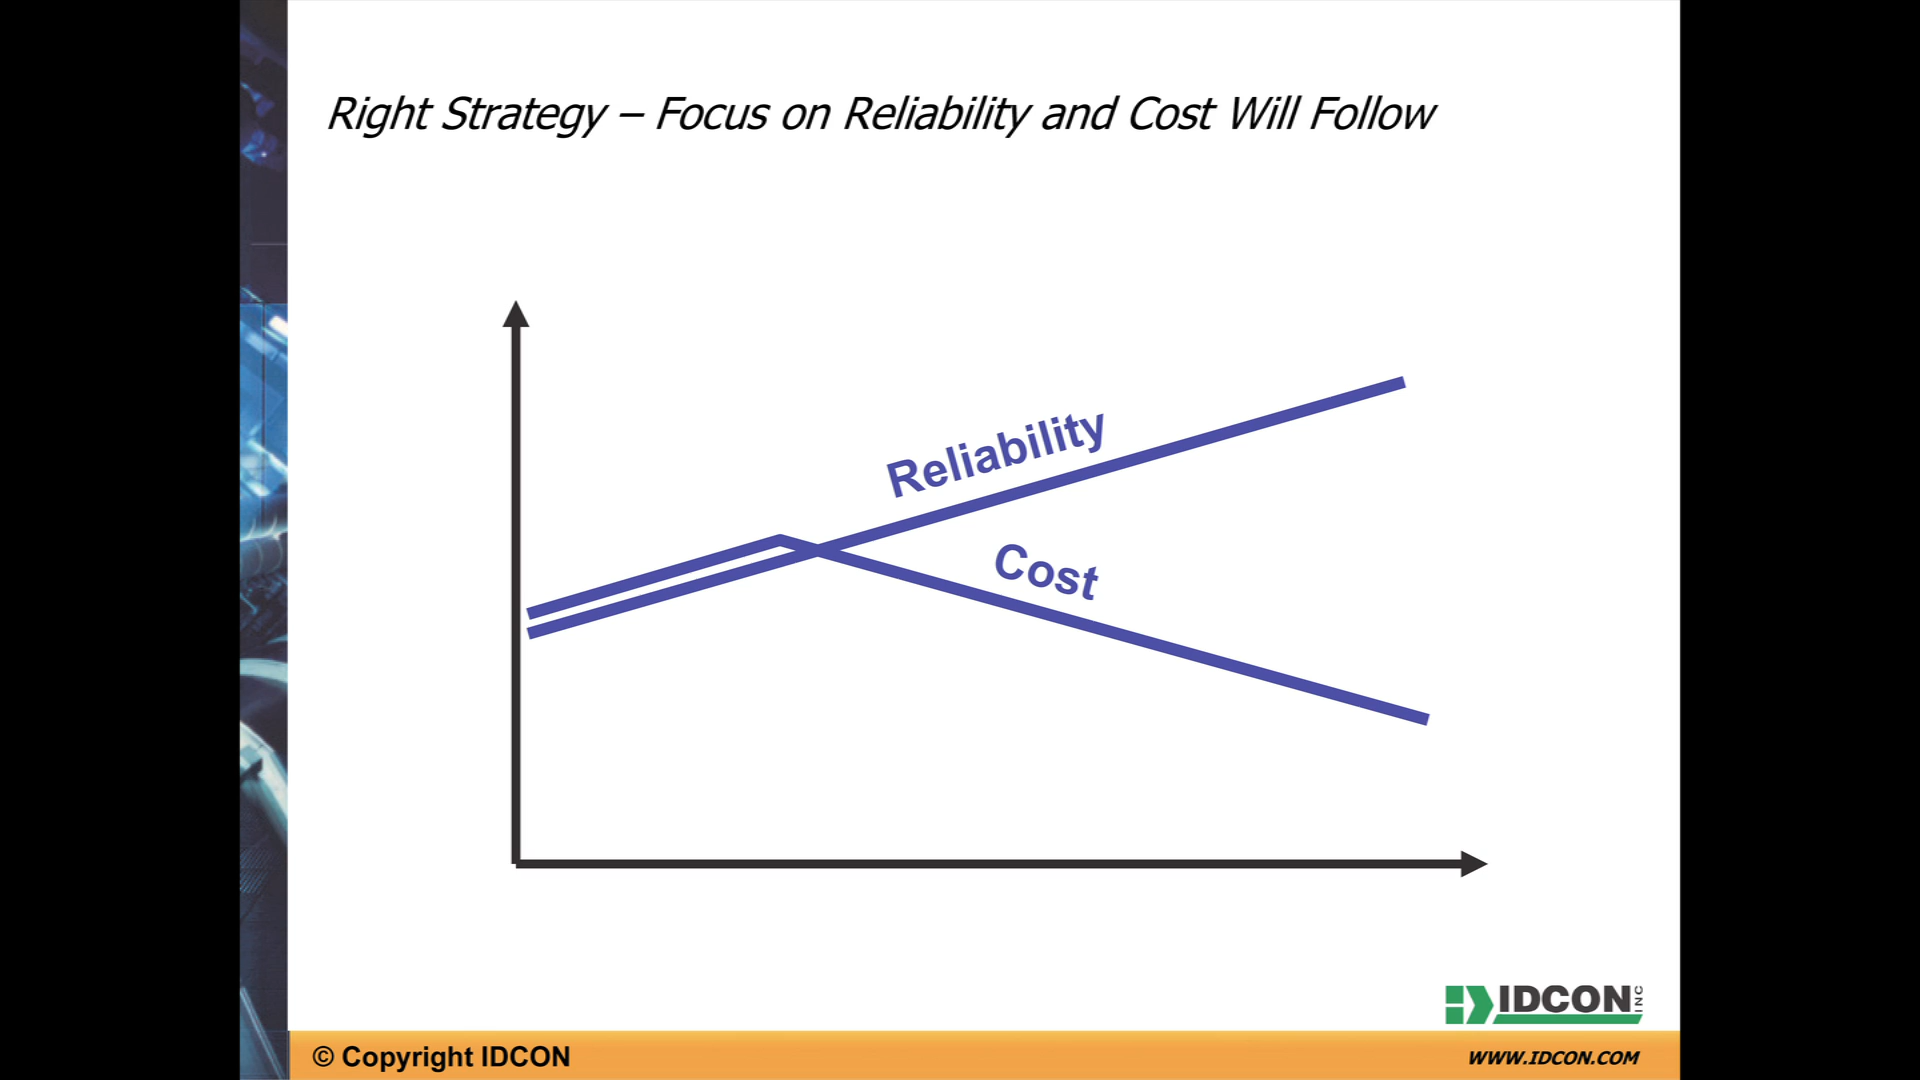 Right Strategy – Focus on Reliability and Cost Will Follow
Reliability
Cost
IDCON INC
© Copyright IDCON
WWW.IDCON.COM